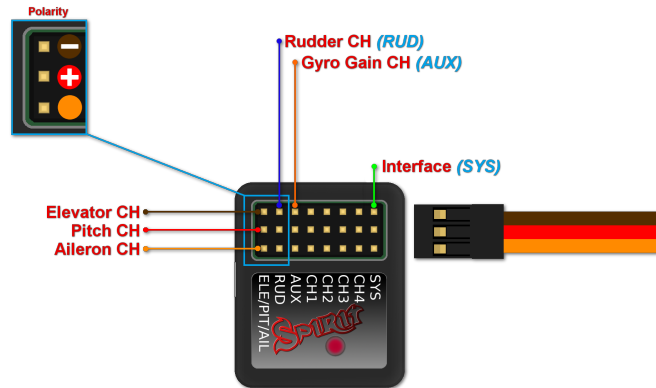 Polarity
Rudder CH (RUD)
Gyro Gain CH (AUX)
Interface (SYS)
Elevator CH
Pitch CH
Aileron CH
ELE/PIT/AIL
RUD
AUX
CH1
CH2
CH3
CH4
SYS
SPIRIT